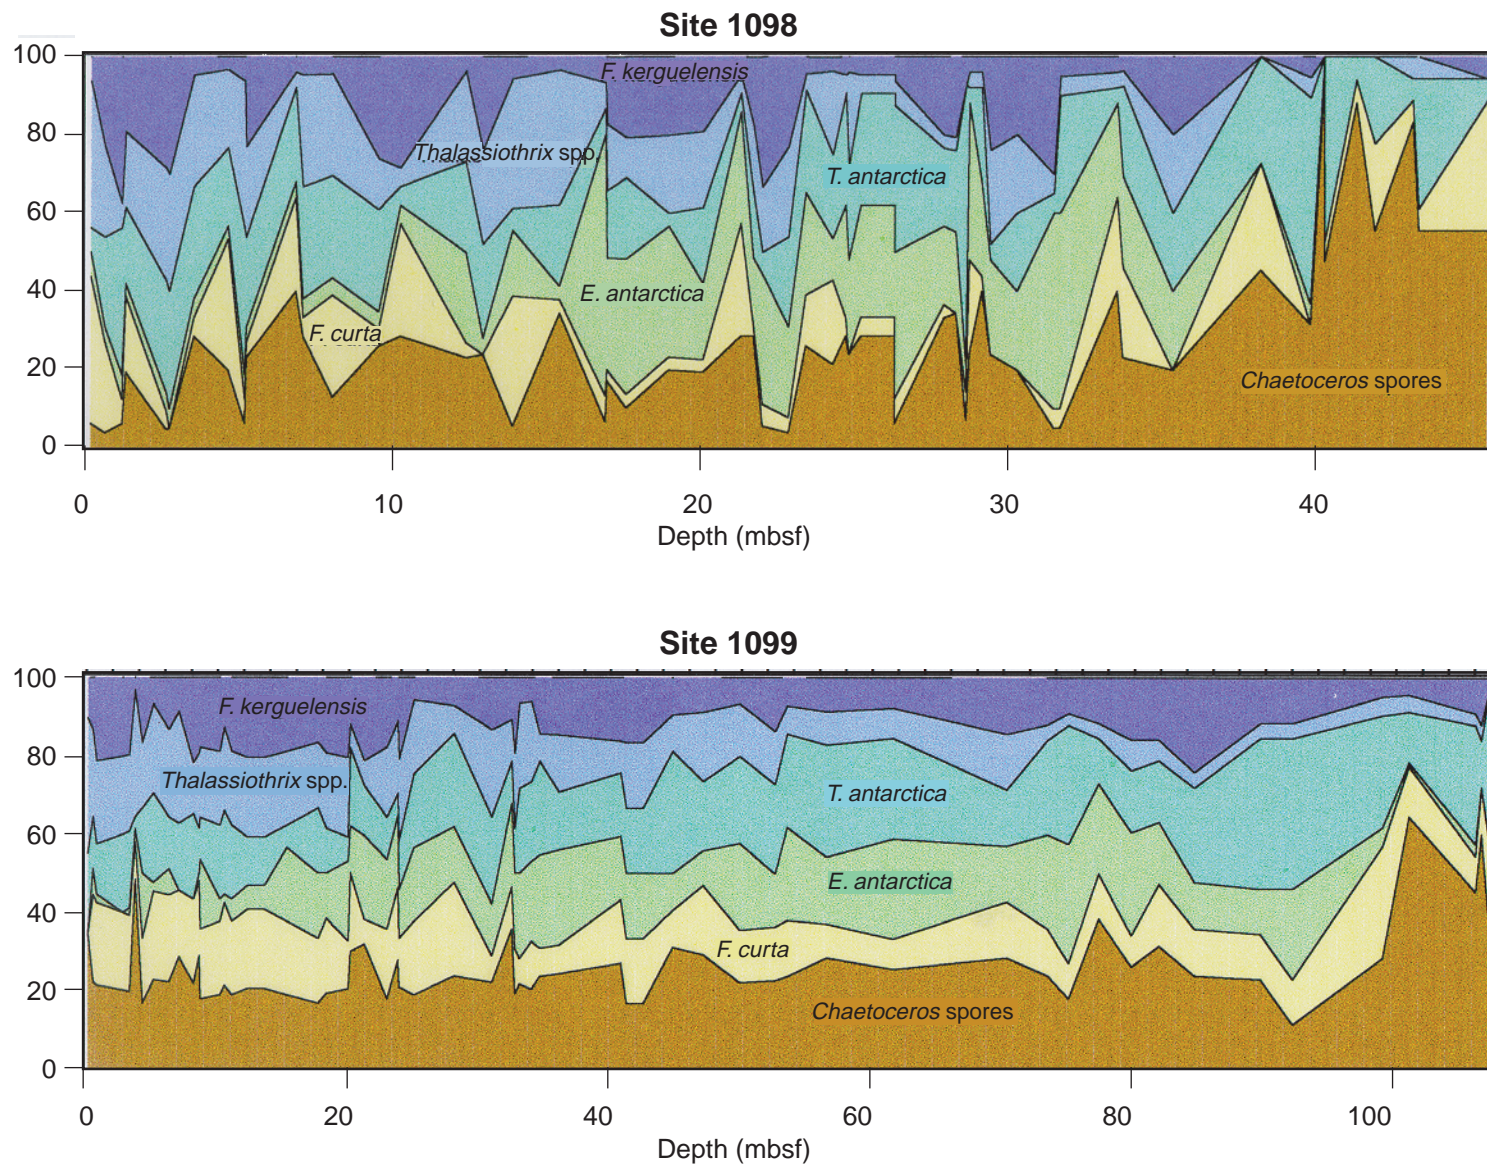 Site 1098
100
80
60
40
20
0
F. kerguelensis
Thalassiothrix spp.
T. antarctica
E. antarctica
F. curta
Chaetoceros spores
0 10 20 30 40
Depth (mbsf)
Site 1099
100
80
60
40
20
0
F. kerguelensis
Thalassiothrix spp.
T. antarctica
E. antarctica
F. curta
Chaetoceros spores
0 20 40 60 80 100
Depth (mbsf)